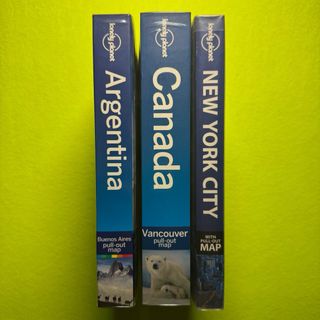 lonely planet
Argentina
Buenos Aires
pull-out
map
lonely planet
Canada
Vancouver
pull-out
map
lonely planet
NEW YORK CITY
WITH
PULL-OUT
MAP